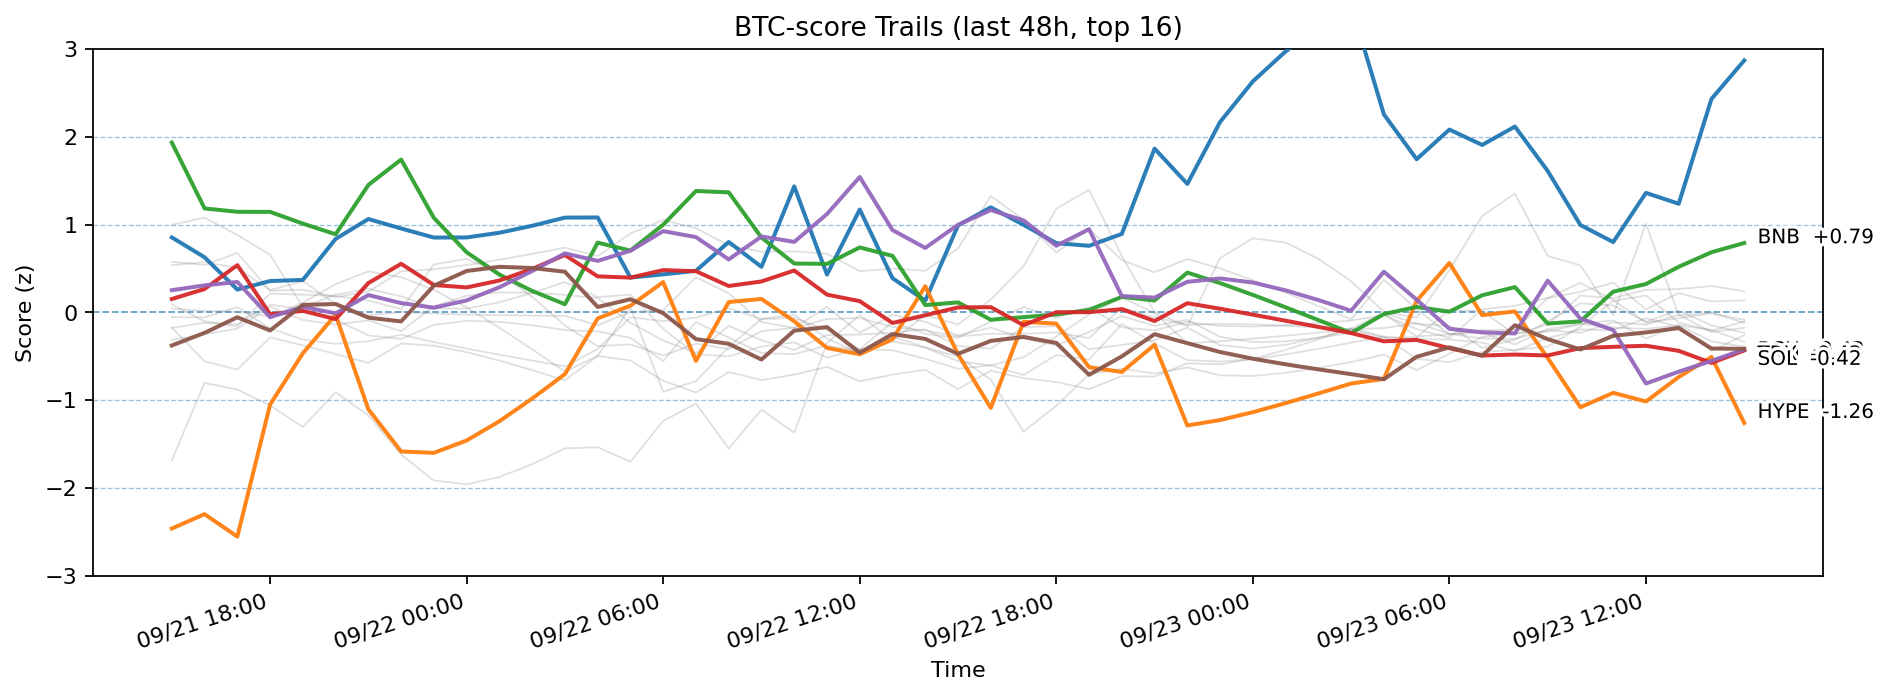 BTC-score Trails (last 48h, top 16)
Score (z)
3
2
1
0
−1
−2
−3
BNB +0.79
SOL -0.42
HYPE -1.26
09/21 18:00
09/22 00:00
09/22 06:00
09/22 12:00
09/22 18:00
09/23 00:00
09/23 06:00
09/23 12:00
Time